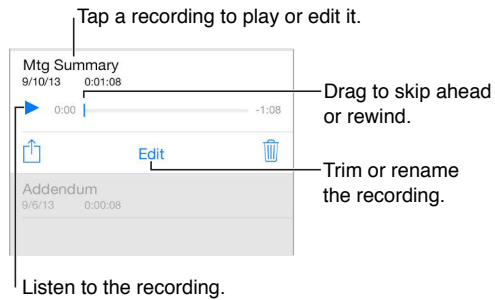 Tap a recording to play or edit it.
Mtg Summary
9/10/13 0:01:08
0:00 -1:08
Drag to skip ahead
or rewind.
Edit
Trim or rename
the recording.
Addendum
9/6/13 0:00:08
Listen to the recording.